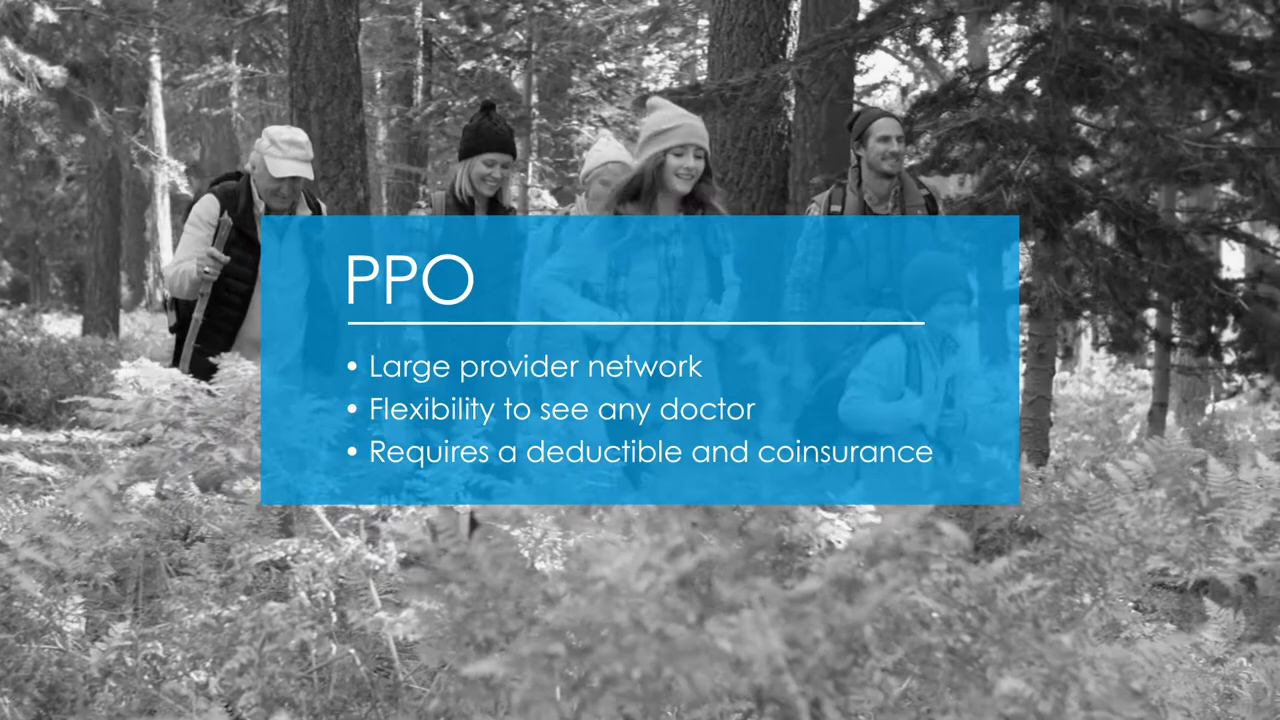 PPO
• Large provider network
• Flexibility to see any doctor
• Requires a deductible and coinsurance